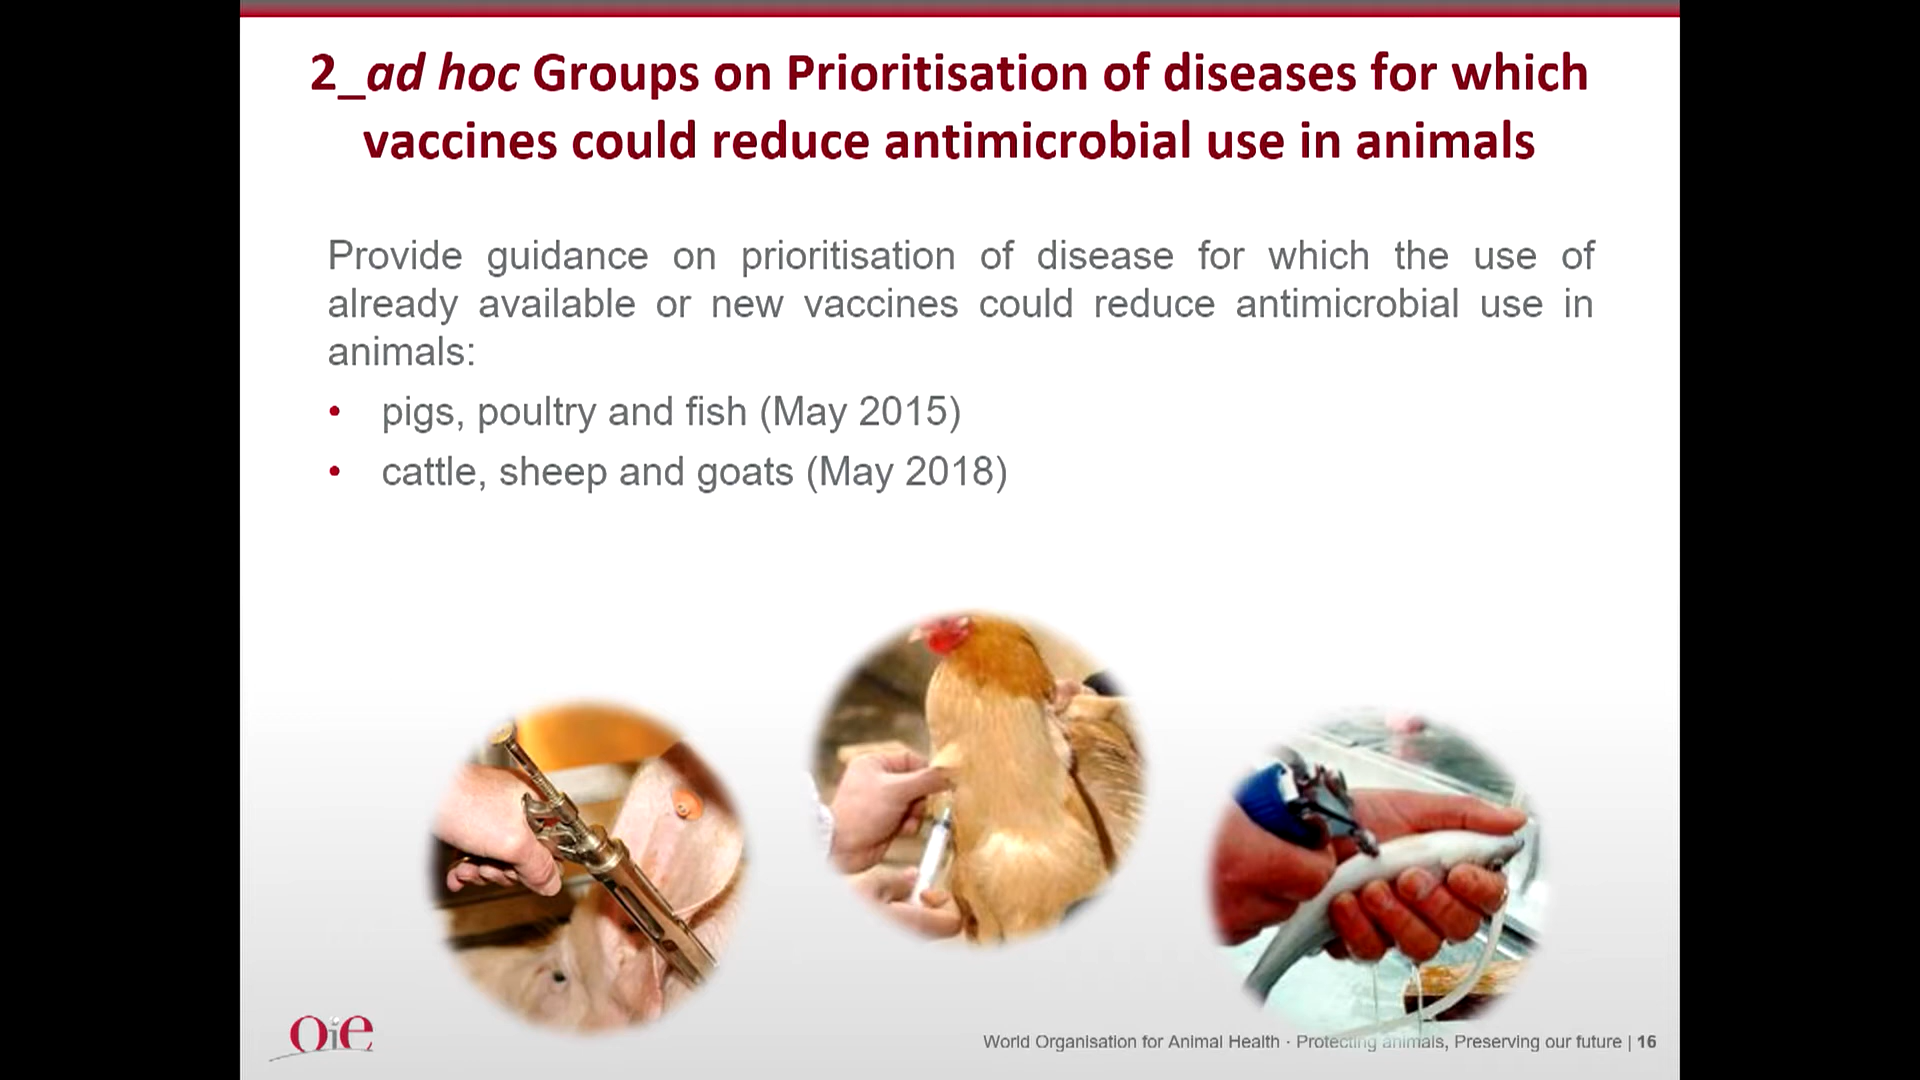 2_ad hoc Groups on Prioritisation of diseases for which
vaccines could reduce antimicrobial use in animals
Provide guidance on prioritisation of disease for which the use of
already available or new vaccines could reduce antimicrobial use in
animals:
• pigs, poultry and fish (May 2015)
• cattle, sheep and goats (May 2018)
oie
World Organisation for Animal Health · Protecting animals, Preserving our future | 16